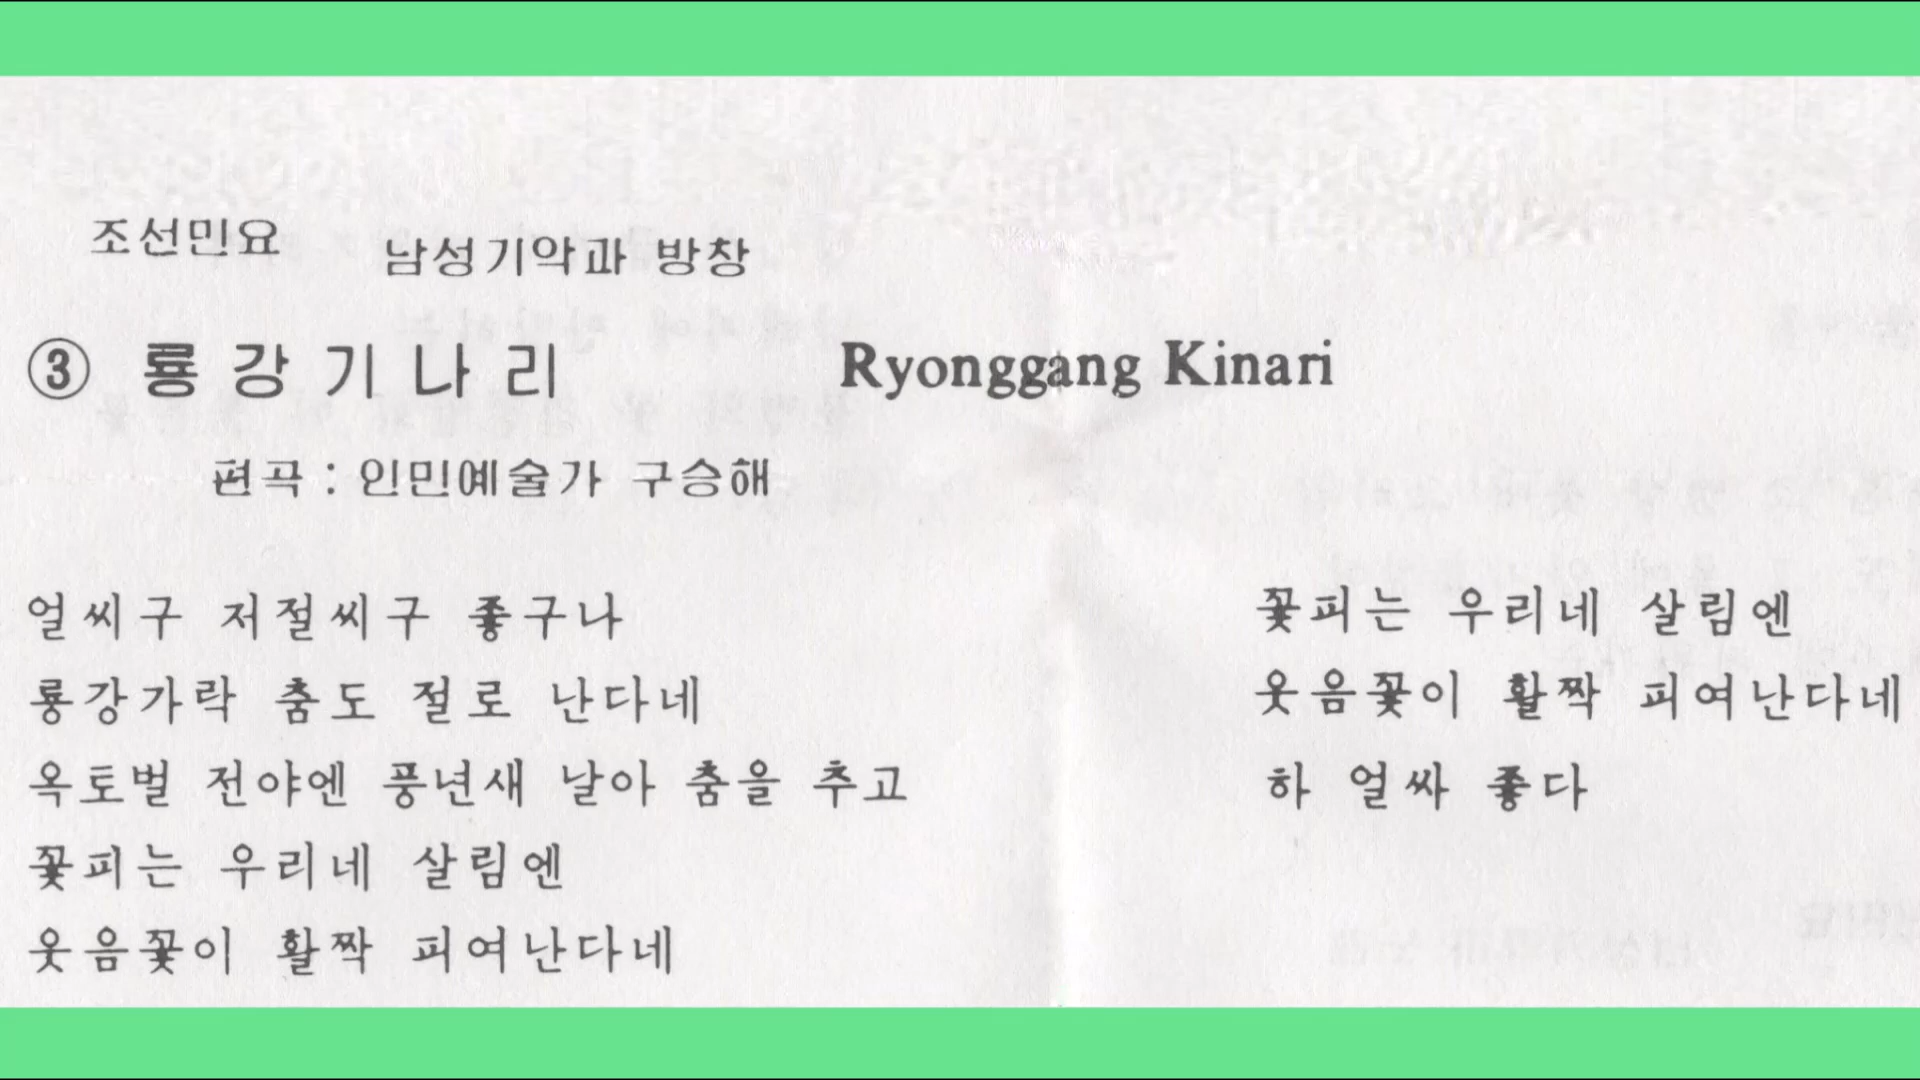 조선민요
남성기악과 방창
③ 룡강기나리 Ryonggang Kinari
편곡 : 인민예술가 구승해
얼씨구 저절씨구 좋구나
룡강가락 춤도 절로 난다네
옥토벌 전야엔 풍년새 날아 춤을 추고
꽃피는 우리네 살림엔
웃음꽃이 활짝 피여난다네
꽃피는 우리네 살림엔
웃음꽃이 활짝 피여난다네
하 얼싸 좋다